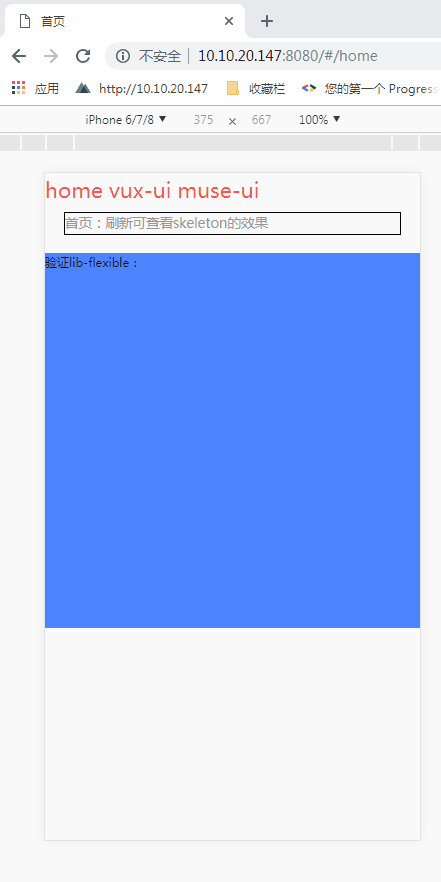 首页
不安全 10.10.20.147:8080/#/home
应用 http://10.10.20.147 收藏栏 您的第一个 Progress
iPhone 6/7/8 375 × 667 100%
home vux-ui muse-ui
首页：刷新可查看skeleton的效果
验证lib-flexible：